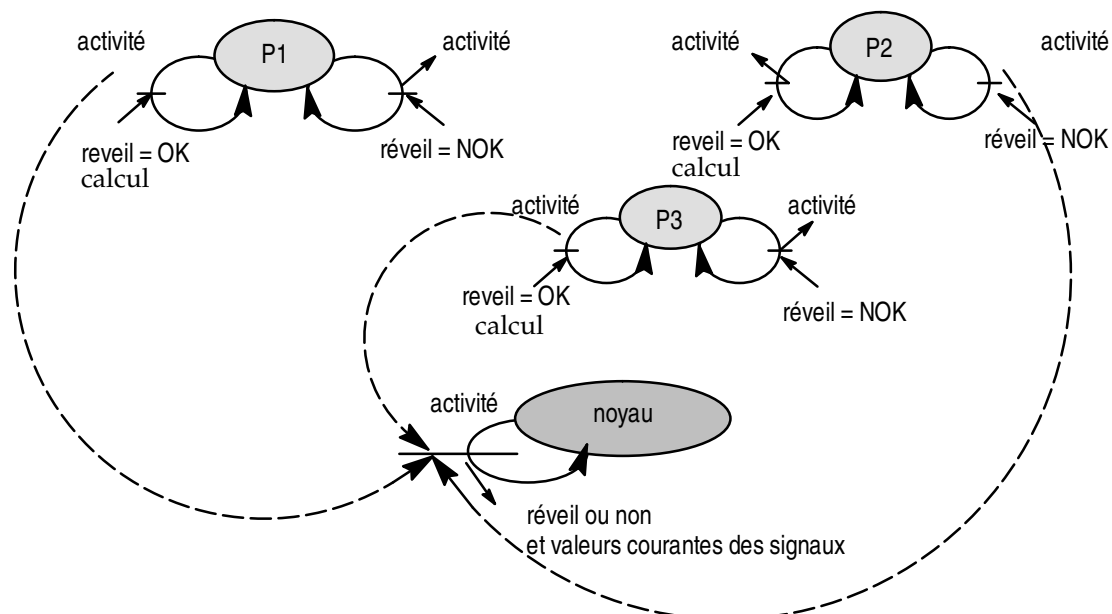 activité
P1
activité
reveil = OK
calcul
réveil = NOK
activité
P2
activité
reveil = OK
calcul
réveil = NOK
activité
P3
activité
reveil = OK
calcul
réveil = NOK
activité
noyau
réveil ou non
et valeurs courantes des signaux